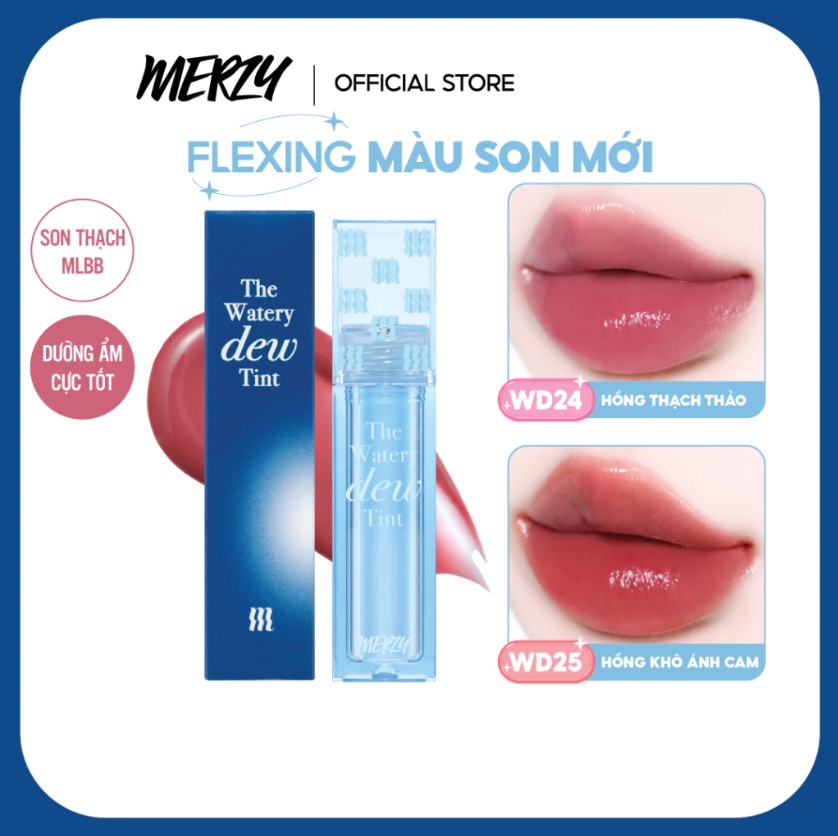 MERZY | OFFICIAL STORE
FLEXING MÀU SON MỚI
SON THẠCH
MLBB
DƯỠNG ẨM
CỰC TỐT
The
Watery
dew
Tint
The
Watery
dew
Tint
MERZY
WD24 HỒNG THẠCH THẢO
WD25 HỒNG KHÔ ÁNH CAM